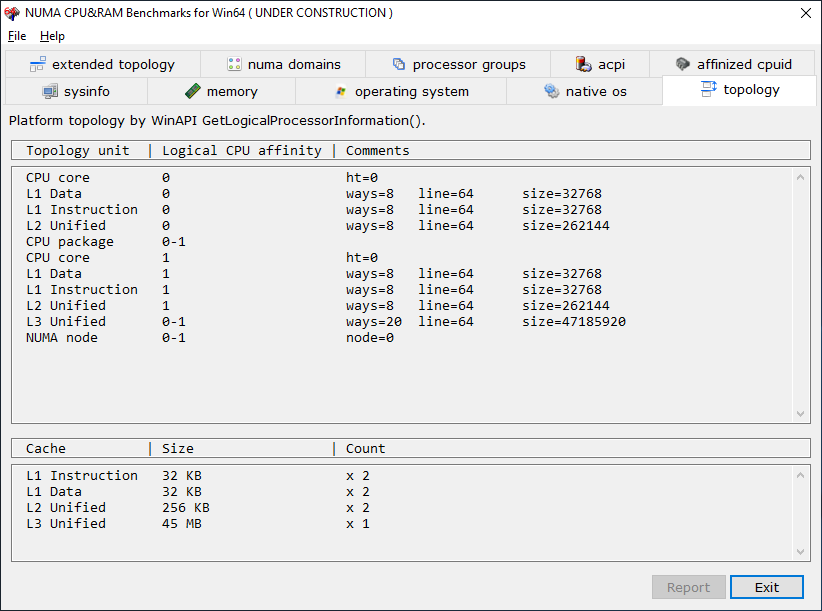 NUMA CPU&RAM Benchmarks for Win64 ( UNDER CONSTRUCTION )
File Help
extended topology numa domains processor groups acpi affinized cpuid
sysinfo memory operating system native os topology
Platform topology by WinAPI GetLogicalProcessorInformation().
Topology unit | Logical CPU affinity | Comments
CPU core 0 ht=0
L1 Data 0 ways=8 line=64 size=32768
L1 Instruction 0 ways=8 line=64 size=32768
L2 Unified 0 ways=8 line=64 size=262144
CPU package 0-1
CPU core 1 ht=0
L1 Data 1 ways=8 line=64 size=32768
L1 Instruction 1 ways=8 line=64 size=32768
L2 Unified 1 ways=8 line=64 size=262144
L3 Unified 0-1 ways=20 line=64 size=47185920
NUMA node 0-1 node=0
Cache | Size | Count
L1 Instruction 32 KB x 2
L1 Data 32 KB x 2
L2 Unified 256 KB x 2
L3 Unified 45 MB x 1
Report Exit